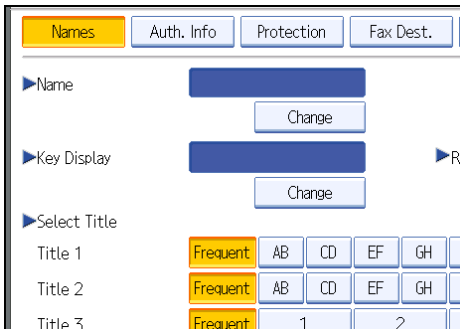 Names Auth. Info Protection Fax Dest.
▶Name
Change
▶Key Display ▶R
Change
▶Select Title
Title 1 Frequent AB CD EF GH
Title 2 Frequent AB CD EF GH
Title 3 Frequent 1 2